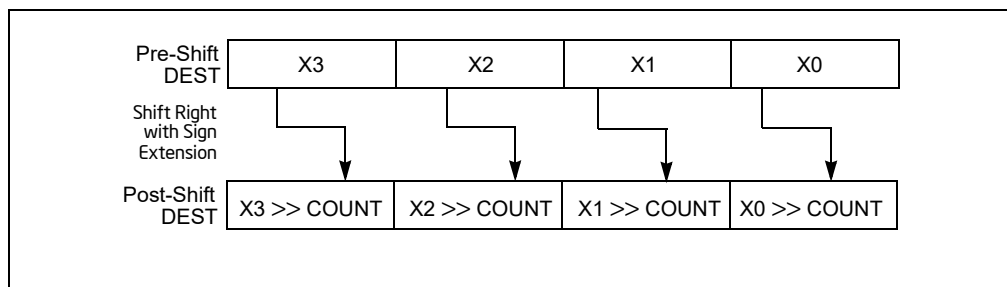 Pre-Shift
DEST
X3 X2 X1 X0
Shift Right
with Sign
Extension
Post-Shift
DEST
X3 >> COUNT X2 >> COUNT X1 >> COUNT X0 >> COUNT